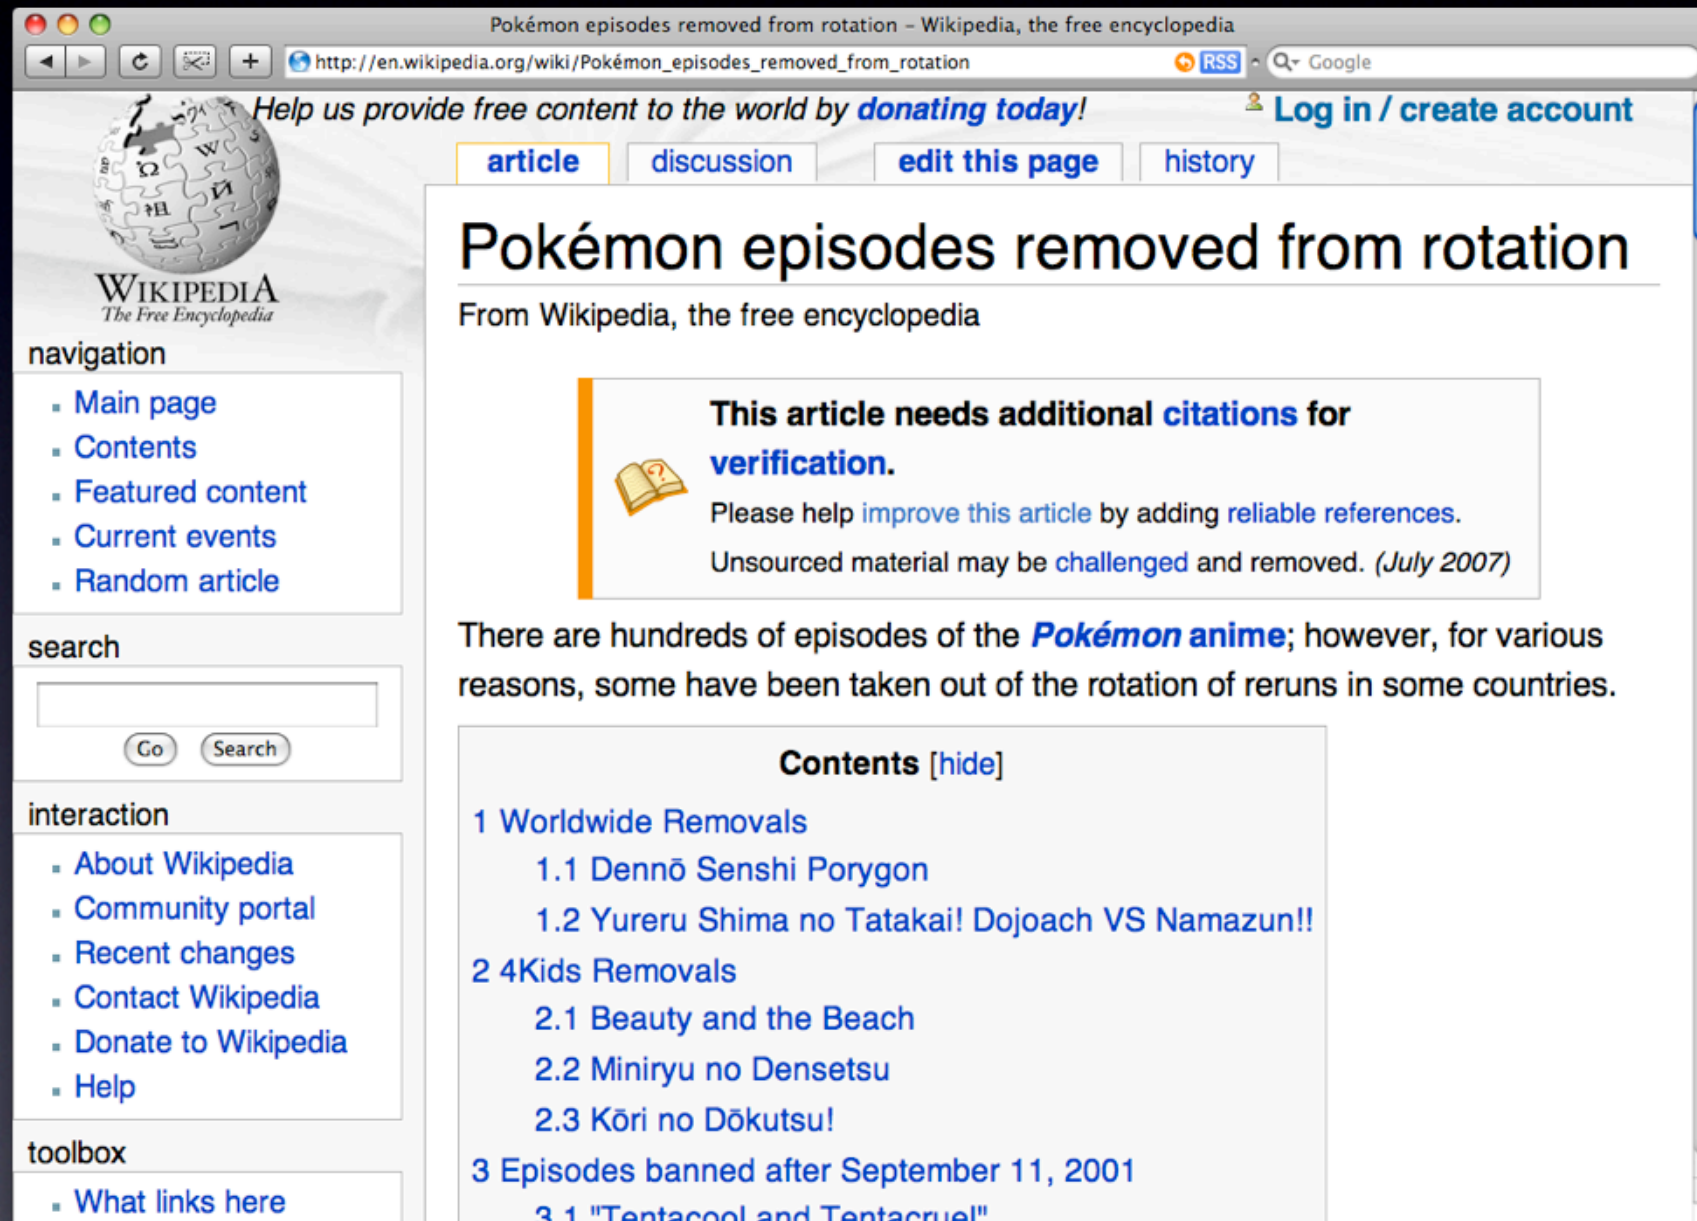 Pokémon episodes removed from rotation – Wikipedia, the free encyclopedia
http://en.wikipedia.org/wiki/Pokémon_episodes_removed_from_rotation
RSS
Google
Help us provide free content to the world by donating today!
Log in / create account
article
discussion
edit this page
history
WIKIPEDIA
The Free Encyclopedia
navigation
Main page
Contents
Featured content
Current events
Random article
search
Go
Search
interaction
About Wikipedia
Community portal
Recent changes
Contact Wikipedia
Donate to Wikipedia
Help
toolbox
What links here
Pokémon episodes removed from rotation
From Wikipedia, the free encyclopedia
This article needs additional citations for
verification.
Please help improve this article by adding reliable references.
Unsourced material may be challenged and removed. (July 2007)
There are hundreds of episodes of the Pokémon anime; however, for various
reasons, some have been taken out of the rotation of reruns in some countries.
Contents [hide]
1 Worldwide Removals
1.1 Dennō Senshi Porygon
1.2 Yureru Shima no Tatakai! Dojoach VS Namazun!!
2 4Kids Removals
2.1 Beauty and the Beach
2.2 Miniryu no Densetsu
2.3 Kōri no Dōkutsu!
3 Episodes banned after September 11, 2001
3.1 "Tentacool and Tentacruel"